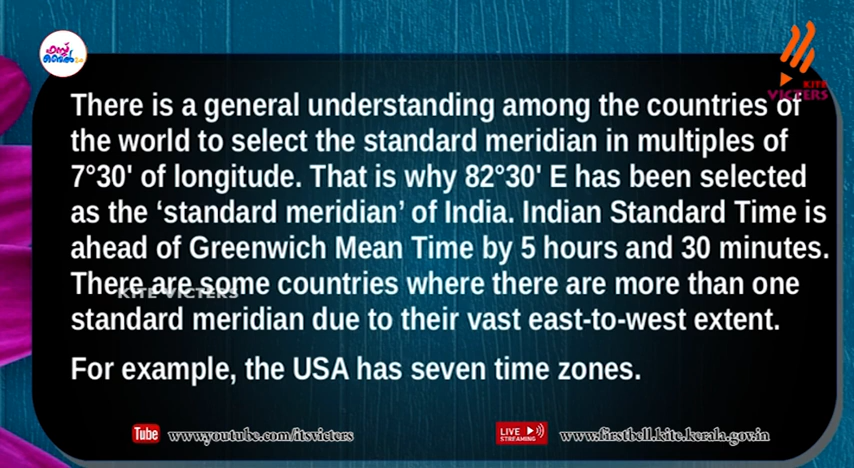 ഫസ്റ്റ്
ബെൽ 2.0
KITE
VICTERS
There is a general understanding among the countries of
the world to select the standard meridian in multiples of
7°30' of longitude. That is why 82°30' E has been selected
as the ‘standard meridian’ of India. Indian Standard Time is
ahead of Greenwich Mean Time by 5 hours and 30 minutes.
There are some countries where there are more than one
KITE VICTERS
standard meridian due to their vast east-to-west extent.
For example, the USA has seven time zones.
You Tube www.youtube.com/itsvicters
LIVE STREAMING www.firstbell.kite.kerala.gov.in